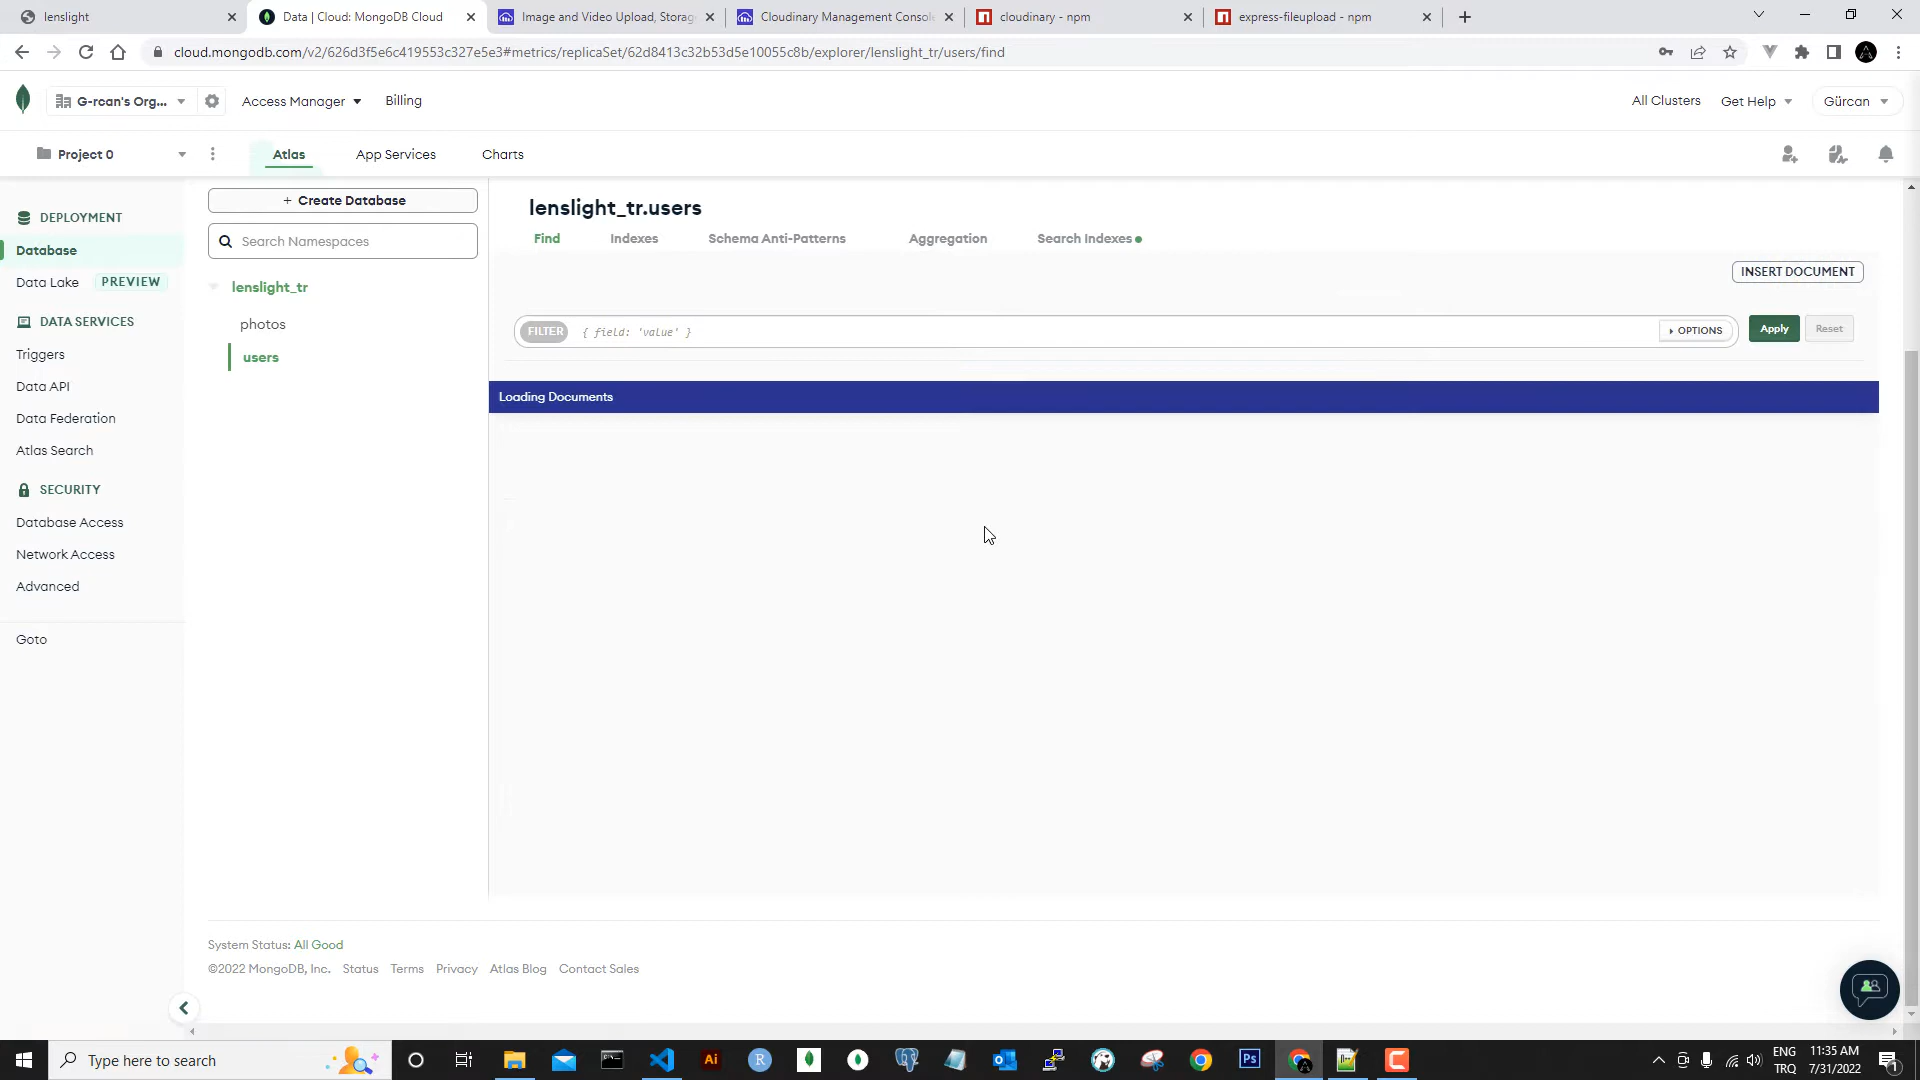 lenslight
Data | Cloud: MongoDB Cloud
Image and Video Upload, Storag
Cloudinary Management Console
cloudinary - npm
express-fileupload - npm
cloud.mongodb.com/v2/626d3f5e6c419553c327e5e3#metrics/replicaSet/62d8413c32b53d5e10055c8b/explorer/lenslight_tr/users/find
G-rcan's Org...
Access Manager
Billing
All Clusters
Get Help
Gürcan
Project 0
Atlas
App Services
Charts
DEPLOYMENT
Database
Data Lake PREVIEW
DATA SERVICES
Triggers
Data API
Data Federation
Atlas Search
SECURITY
Database Access
Network Access
Advanced
Goto
+ Create Database
Search Namespaces
lenslight_tr
photos
users
lenslight_tr.users
Find
Indexes
Schema Anti-Patterns
Aggregation
Search Indexes
INSERT DOCUMENT
FILTER { field: 'value' }
OPTIONS
Apply
Reset
Loading Documents
System Status: All Good
©2022 MongoDB, Inc. Status Terms Privacy Atlas Blog Contact Sales
Type here to search
Ai
R
Ps
ENG
TRQ
11:35 AM
7/31/2022
1